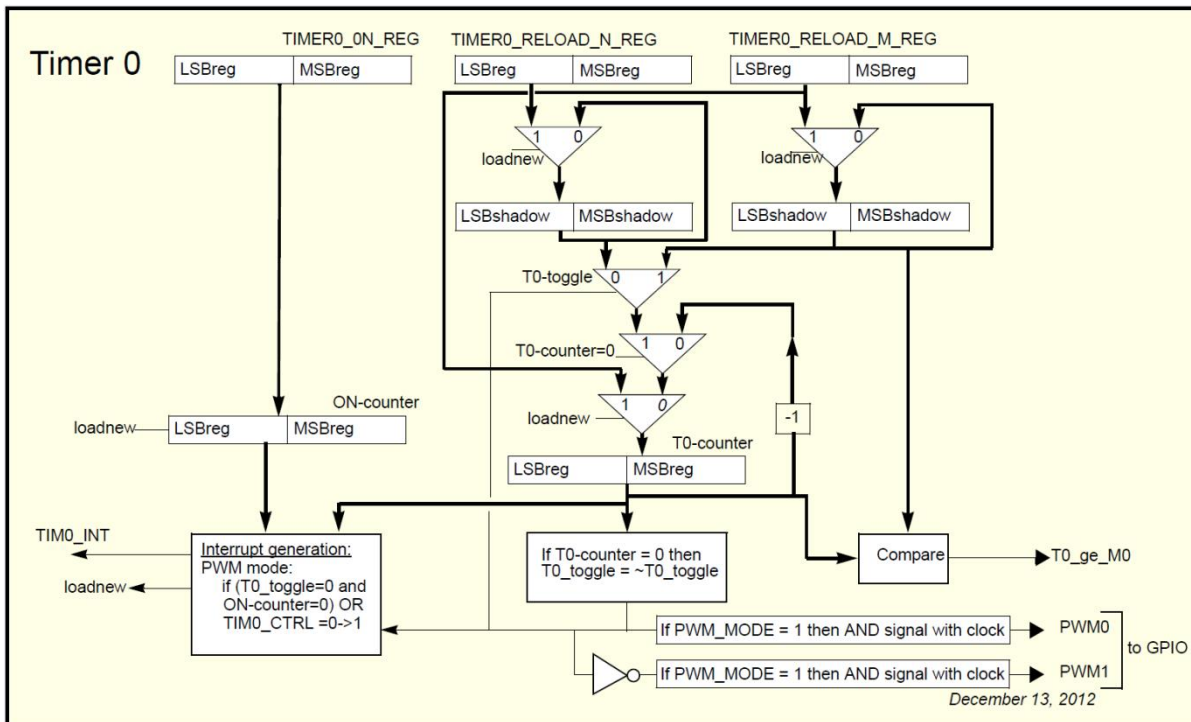 Timer 0
TIMER0_0N_REG
TIMER0_RELOAD_N_REG
TIMER0_RELOAD_M_REG
LSBreg
MSBreg
LSBreg
MSBreg
LSBreg
MSBreg
1
0
loadnew
1
0
loadnew
LSBshadow
MSBshadow
LSBshadow
MSBshadow
T0-toggle
0
1
T0-counter=0
1
0
ON-counter
loadnew
LSBreg
MSBreg
loadnew
1
0
-1
T0-counter
LSBreg
MSBreg
TIM0_INT
loadnew
Interrupt generation:
PWM mode:
if (T0_toggle=0 and
ON-counter=0) OR
TIM0_CTRL =0->1
If T0-counter = 0 then
T0_toggle = ~T0_toggle
Compare
T0_ge_M0
If PWM_MODE = 1 then AND signal with clock
PWM0
to GPIO
If PWM_MODE = 1 then AND signal with clock
PWM1
December 13, 2012